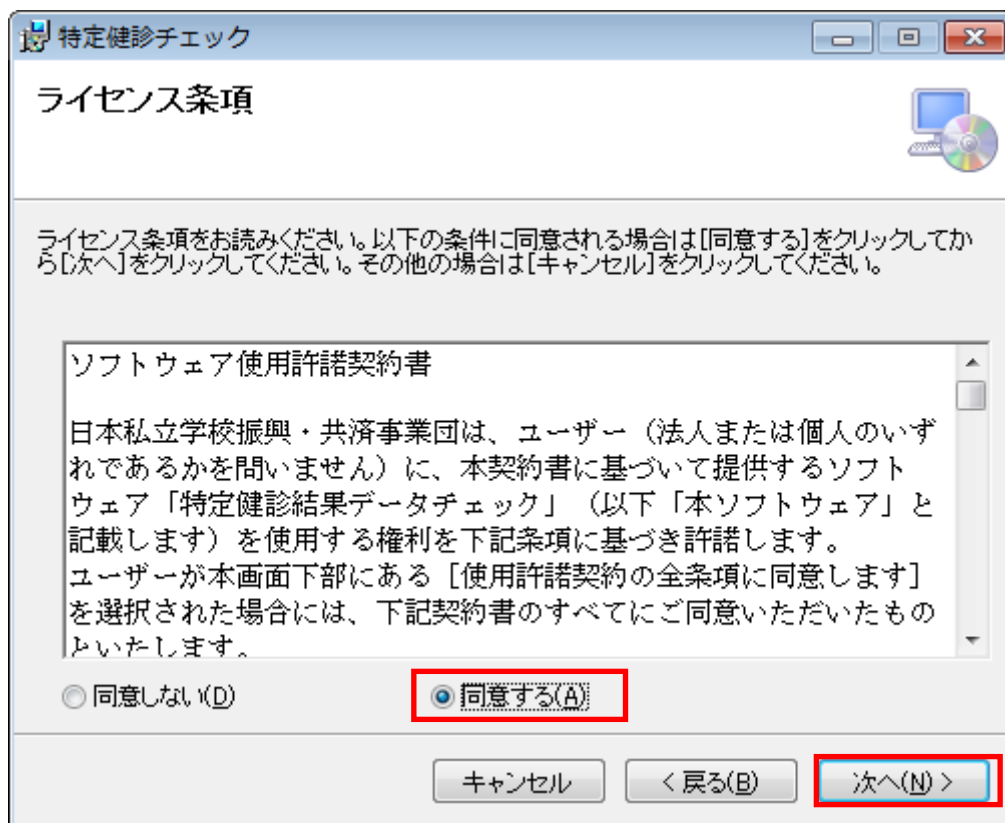 特定健診チェック
ライセンス条項
ライセンス条項をお読みください。以下の条件に同意される場合は[同意する]をクリックしてか
ら[次へ]をクリックしてください。その他の場合は[キャンセル]をクリックしてください。
ソフトウェア使用許諾契約書
日本私立学校振興・共済事業団は、ユーザー（法人または個人のいず
れであるかを問いません）に、本契約書に基づいて提供するソフト
ウェア「特定健診結果データチェック」（以下「本ソフトウェア」と
記載します）を使用する権利を下記条項に基づき許諾します。
ユーザーが本画面下部にある［使用許諾契約の全条項に同意します］
を選択された場合には、下記契約書のすべてにご同意いただいたもの
といたします。
同意しない(D)
同意する(A)
キャンセル
< 戻る(B)
次へ(N) >